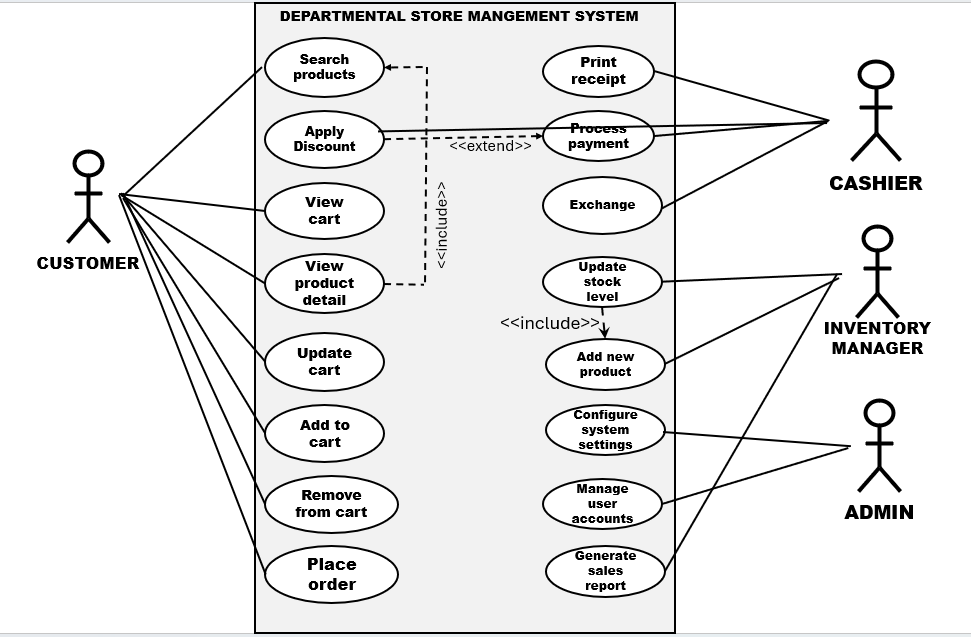 DEPARTMENTAL STORE MANGEMENT SYSTEM
Search
products
Apply
Discount
View
cart
View
product
detail
Update
cart
Add to
cart
Remove
from cart
Place
order
<<extend>>
<<include>>
Print
receipt
Process
payment
Exchange
Update
stock
level
<<include>>
Add new
product
Configure
system
settings
Manage
user
accounts
Generate
sales
report
CUSTOMER
CASHIER
INVENTORY
MANAGER
ADMIN